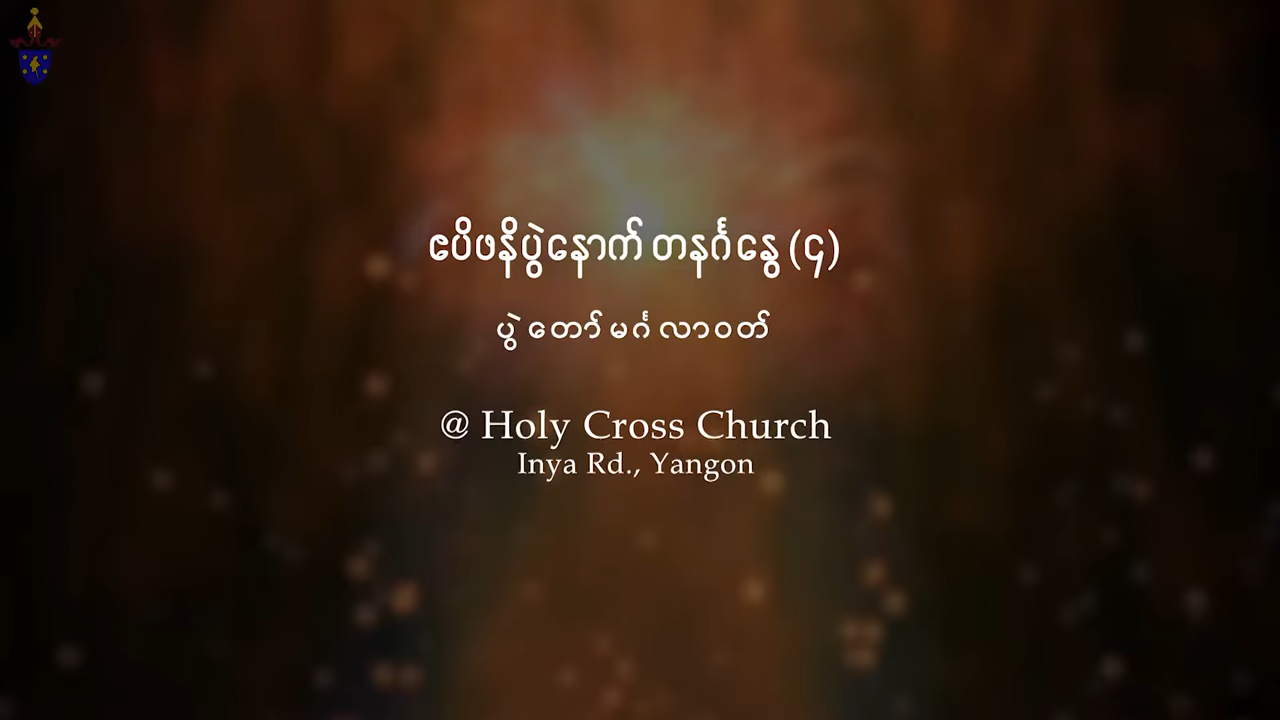 ဧပိဖနိပွဲနောက် တနင်္ဂနွေ (၄)
ပွဲတော်မင်္ဂလာဝတ်
@ Holy Cross Church
Inya Rd., Yangon